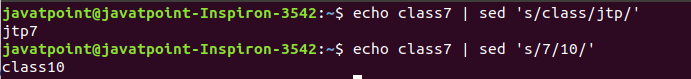 javatpoint@javatpoint-Inspiron-3542:~$ echo class7 | sed 's/class/jtp/'
jtp7
javatpoint@javatpoint-Inspiron-3542:~$ echo class7 | sed 's/7/10/'
class10